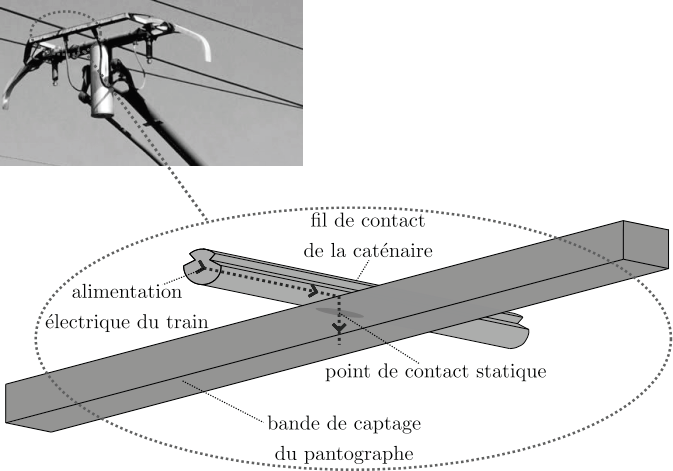 fil de contact
de la caténaire
alimentation
électrique du train
point de contact statique
bande de captage
du pantographe